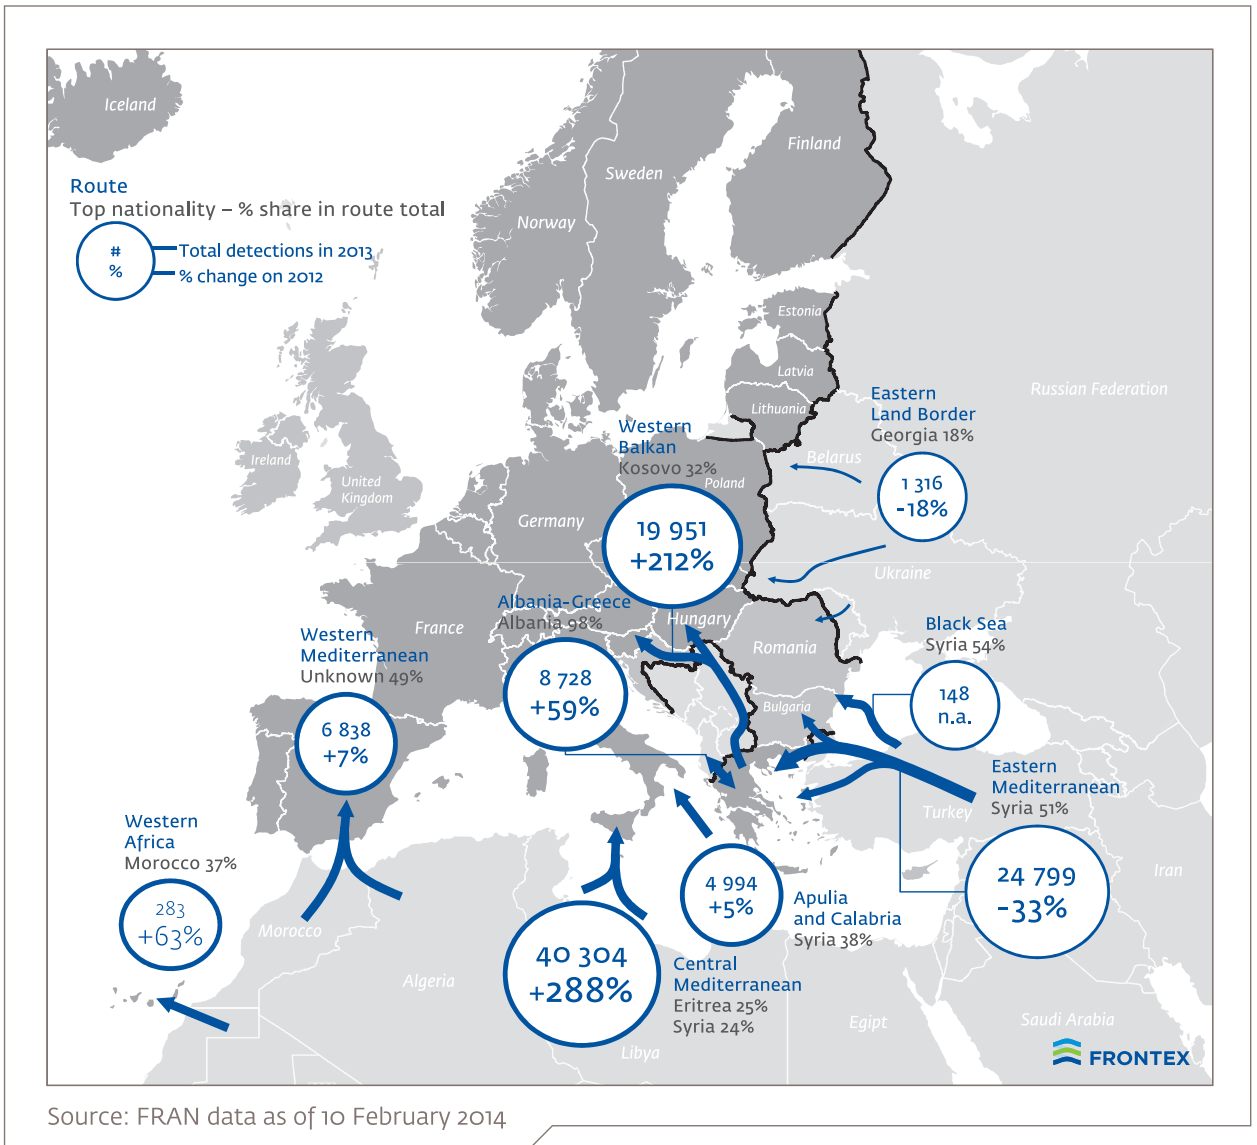 Iceland
Finland
Sweden
Route
Top nationality – % share in route total
Norway
#
%
Total detections in 2013
% change on 2012
Estonia
Latvia
Russian Federation
Lithuania
Eastern
Land Border
Georgia 18%
1 316
-18%
Western
Balkan
Kosovo 32%
19 951
+212%
Belarus
Ireland
United
Kingdom
Poland
Germany
Ukraine
Albania-Greece
Albania 98%
8 728
+59%
Hungary
France
Western
Mediterranean
Unknown 49%
6 838
+7%
Romania
Black Sea
Syria 54%
148
n.a.
Bulgaria
Eastern
Mediterranean
Syria 51%
24 799
-33%
Turkey
Iran
Western
Africa
Morocco 37%
283
+63%
Morocco
4 994
+5%
Apulia
and Calabria
Syria 38%
40 304
+288%
Central
Mediterranean
Eritrea 25%
Syria 24%
Algeria
Libya
Egipt
Saudi Arabia
FRONTEX
Source: FRAN data as of 10 February 2014